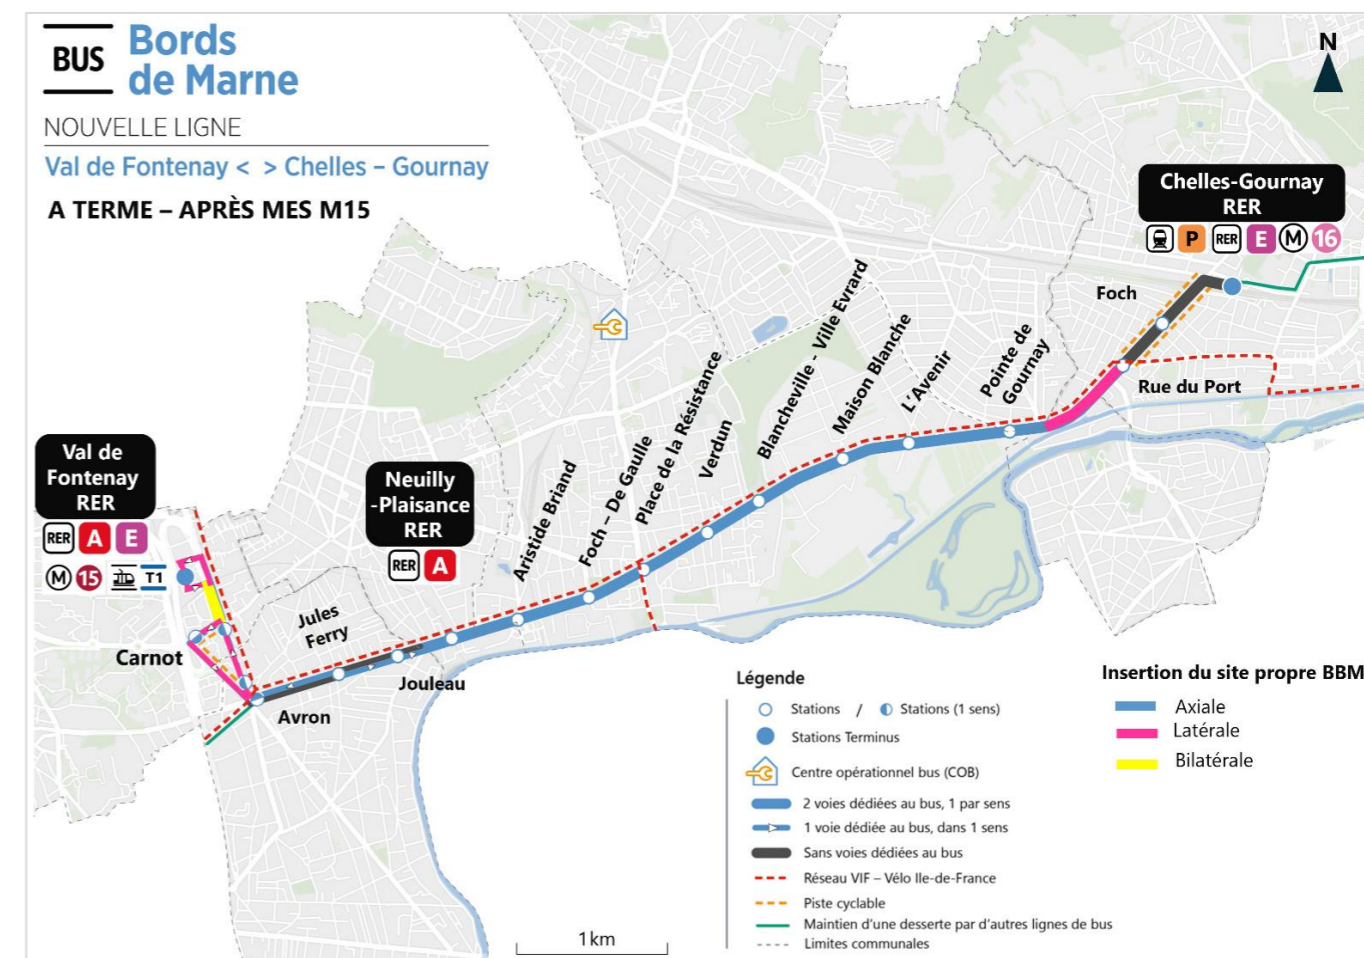 BUS
Bords
de Marne
NOUVELLE LIGNE
Val de Fontenay < > Chelles – Gournay
A TERME – APRÈS MES M15
N
Chelles-Gournay
RER
P RER E M 16
Foch
Rue du Port
Pointe de
Gournay
L'Avenir
Maison Blanche
Blancheville - Ville Evrard
Verdun
Place de la Résistance
Foch – De Gaulle
Aristide Briand
Neuilly
-Plaisance
RER
RER A
Val de
Fontenay
RER
RER A E
M 15 T1
Jules
Ferry
Carnot
Jouleau
Avron
1 km
Légende
Stations / Stations (1 sens)
Stations Terminus
Centre opérationnel bus (COB)
2 voies dédiées au bus, 1 par sens
1 voie dédiée au bus, dans 1 sens
Sans voies dédiées au bus
Réseau VIF – Vélo Ile-de-France
Piste cyclable
Maintien d'une desserte par d'autres lignes de bus
Limites communales
Insertion du site propre BBM
Axiale
Latérale
Bilatérale